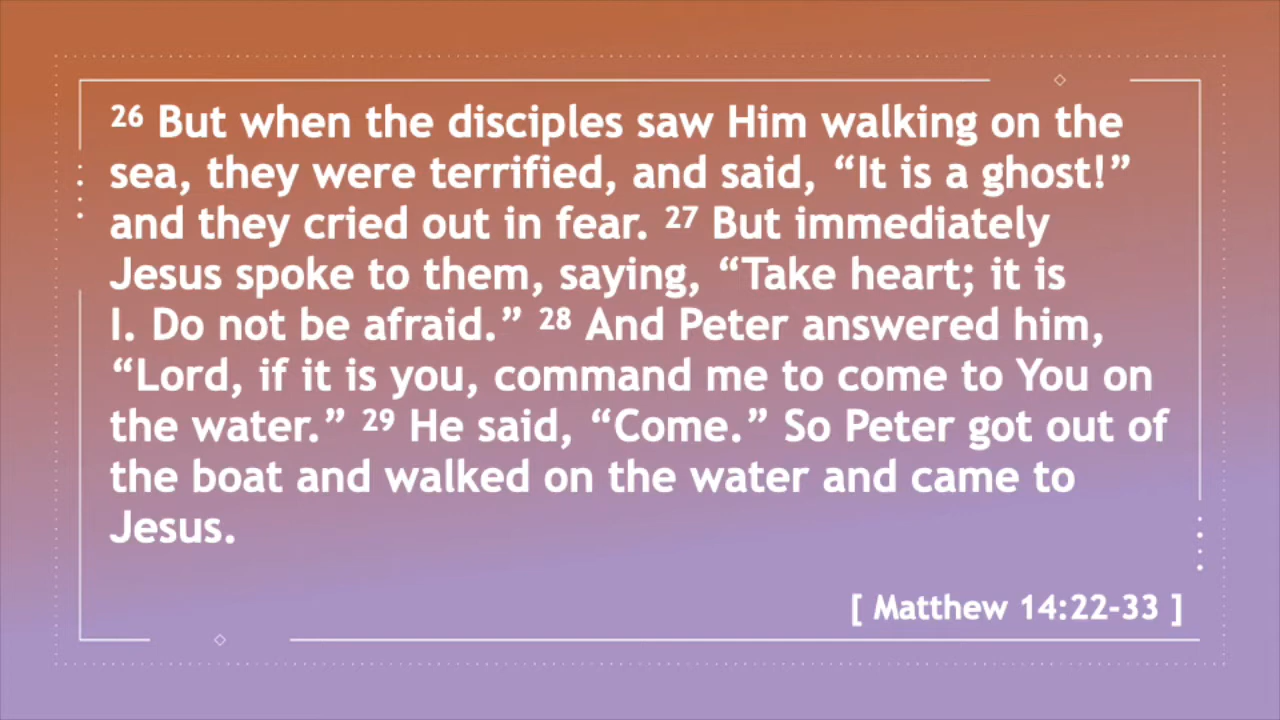 26 But when the disciples saw Him walking on the
sea, they were terrified, and said, “It is a ghost!”
and they cried out in fear. 27 But immediately
Jesus spoke to them, saying, “Take heart; it is
I. Do not be afraid.” 28 And Peter answered him,
“Lord, if it is you, command me to come to You on
the water.” 29 He said, “Come.” So Peter got out of
the boat and walked on the water and came to
Jesus.
[ Matthew 14:22-33 ]